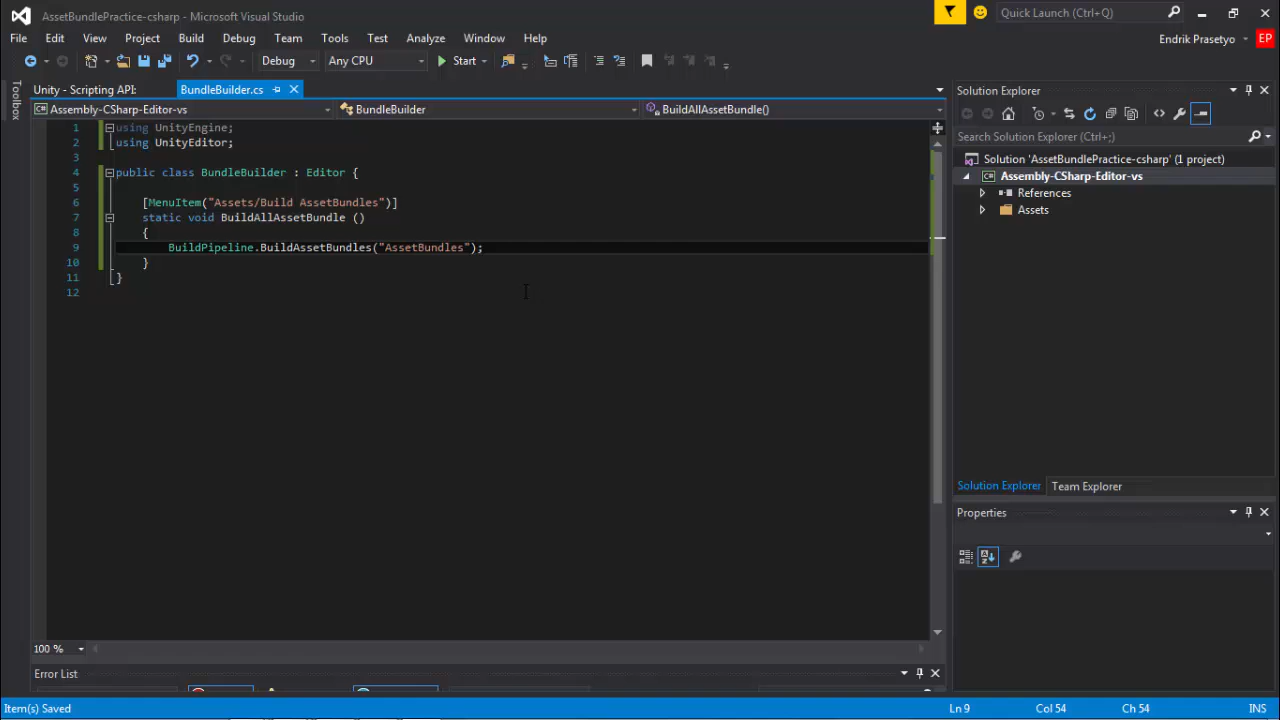 AssetBundlePractice-csharp - Microsoft Visual Studio
Quick Launch (Ctrl+Q)
File Edit View Project Build Debug Team Tools Test Analyze Window Help
Endrik Prasetyo EP
Debug Any CPU Start
Toolbox
Unity - Scripting API: BundleBuilder.cs
Assembly-CSharp-Editor-vs BundleBuilder BuildAllAssetBundle()
1 using UnityEngine;
2 using UnityEditor;
3
4 public class BundleBuilder : Editor {
5
6 [MenuItem("Assets/Build AssetBundles")]
7 static void BuildAllAssetBundle ()
8 {
9 BuildPipeline.BuildAssetBundles("AssetBundles");
10 }
11 }
12
100 %
Error List
Solution Explorer
Search Solution Explorer (Ctrl+;)
Solution 'AssetBundlePractice-csharp' (1 project)
C# Assembly-CSharp-Editor-vs
References
Assets
Solution Explorer Team Explorer
Properties
Item(s) Saved Ln 9 Col 54 Ch 54 INS